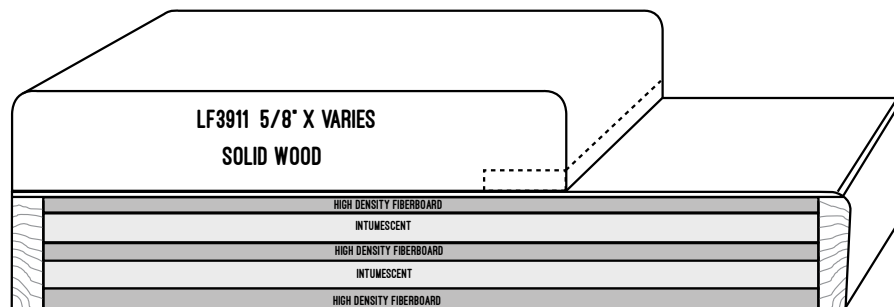 LF3911 5/8" X VARIES
SOLID WOOD
HIGH DENSITY FIBERBOARD
INTUMESCENT
HIGH DENSITY FIBERBOARD
INTUMESCENT
HIGH DENSITY FIBERBOARD